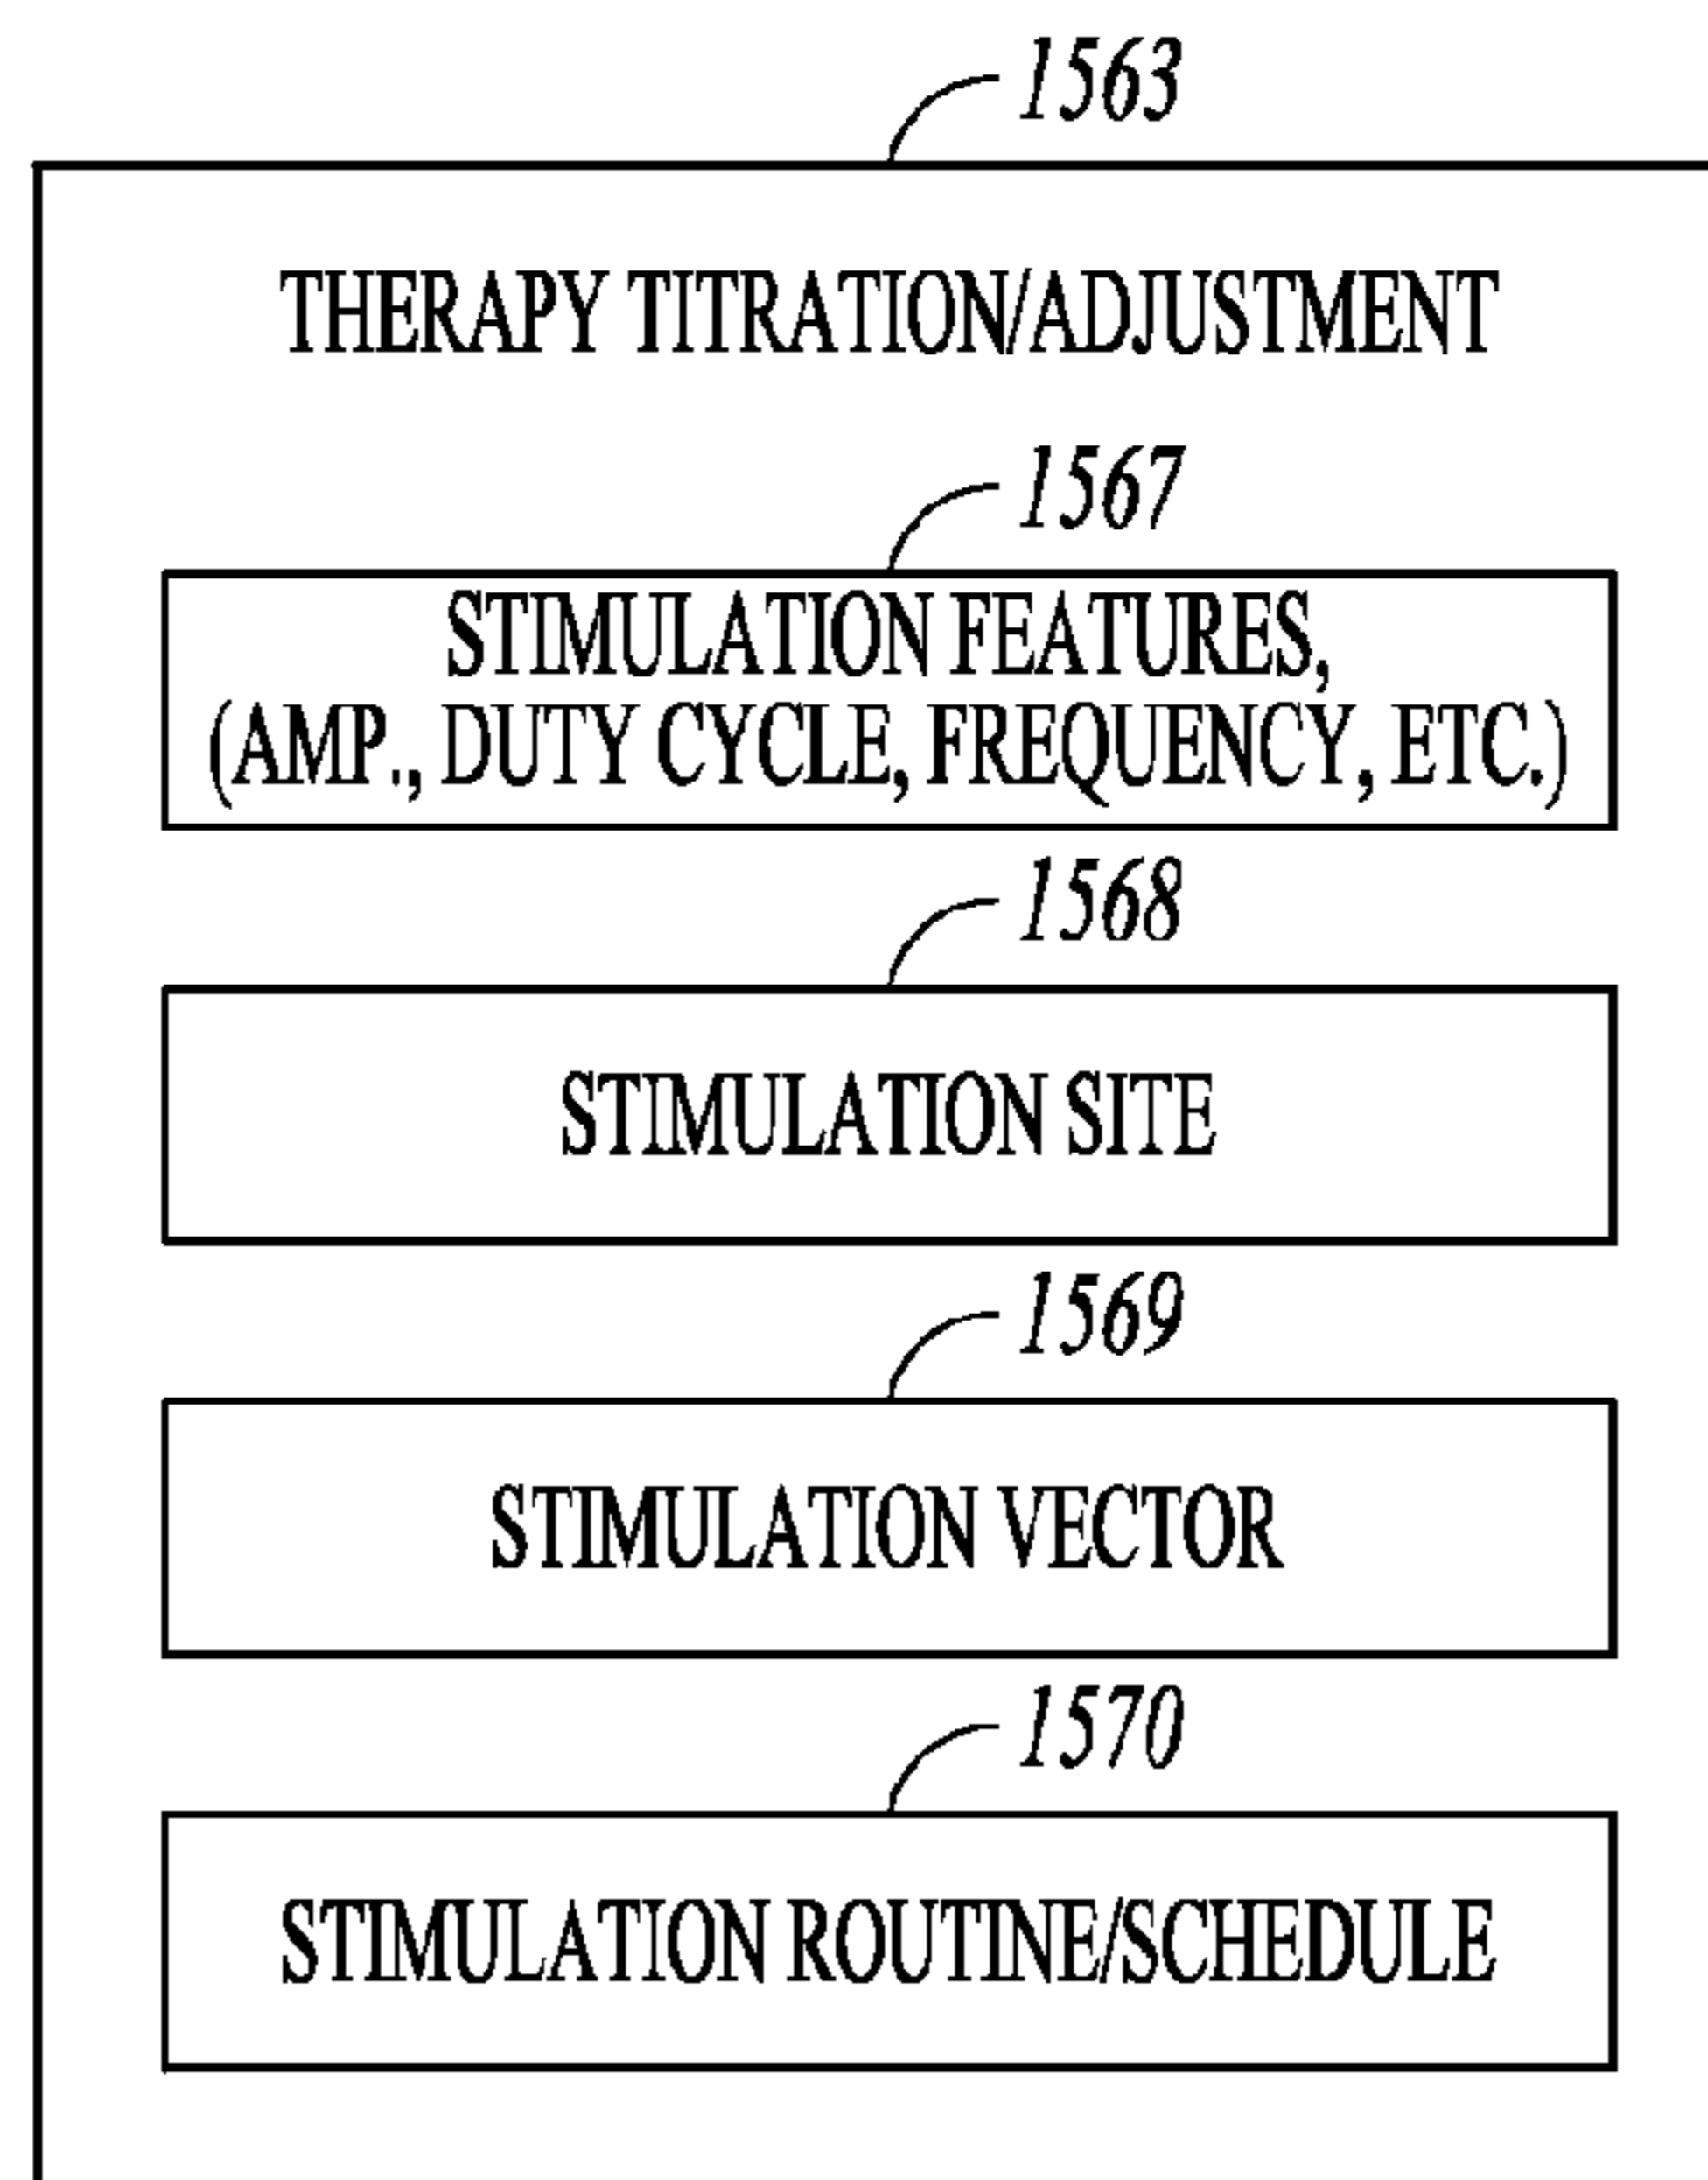 1563
THERAPY TITRATION/ADJUSTMENT
1567
STIMULATION FEATURES,
(AMP., DUTY CYCLE, FREQUENCY, ETC.)
1568
STIMULATION SITE
1569
STIMULATION VECTOR
1570
STIMULATION ROUTINE/SCHEDULE